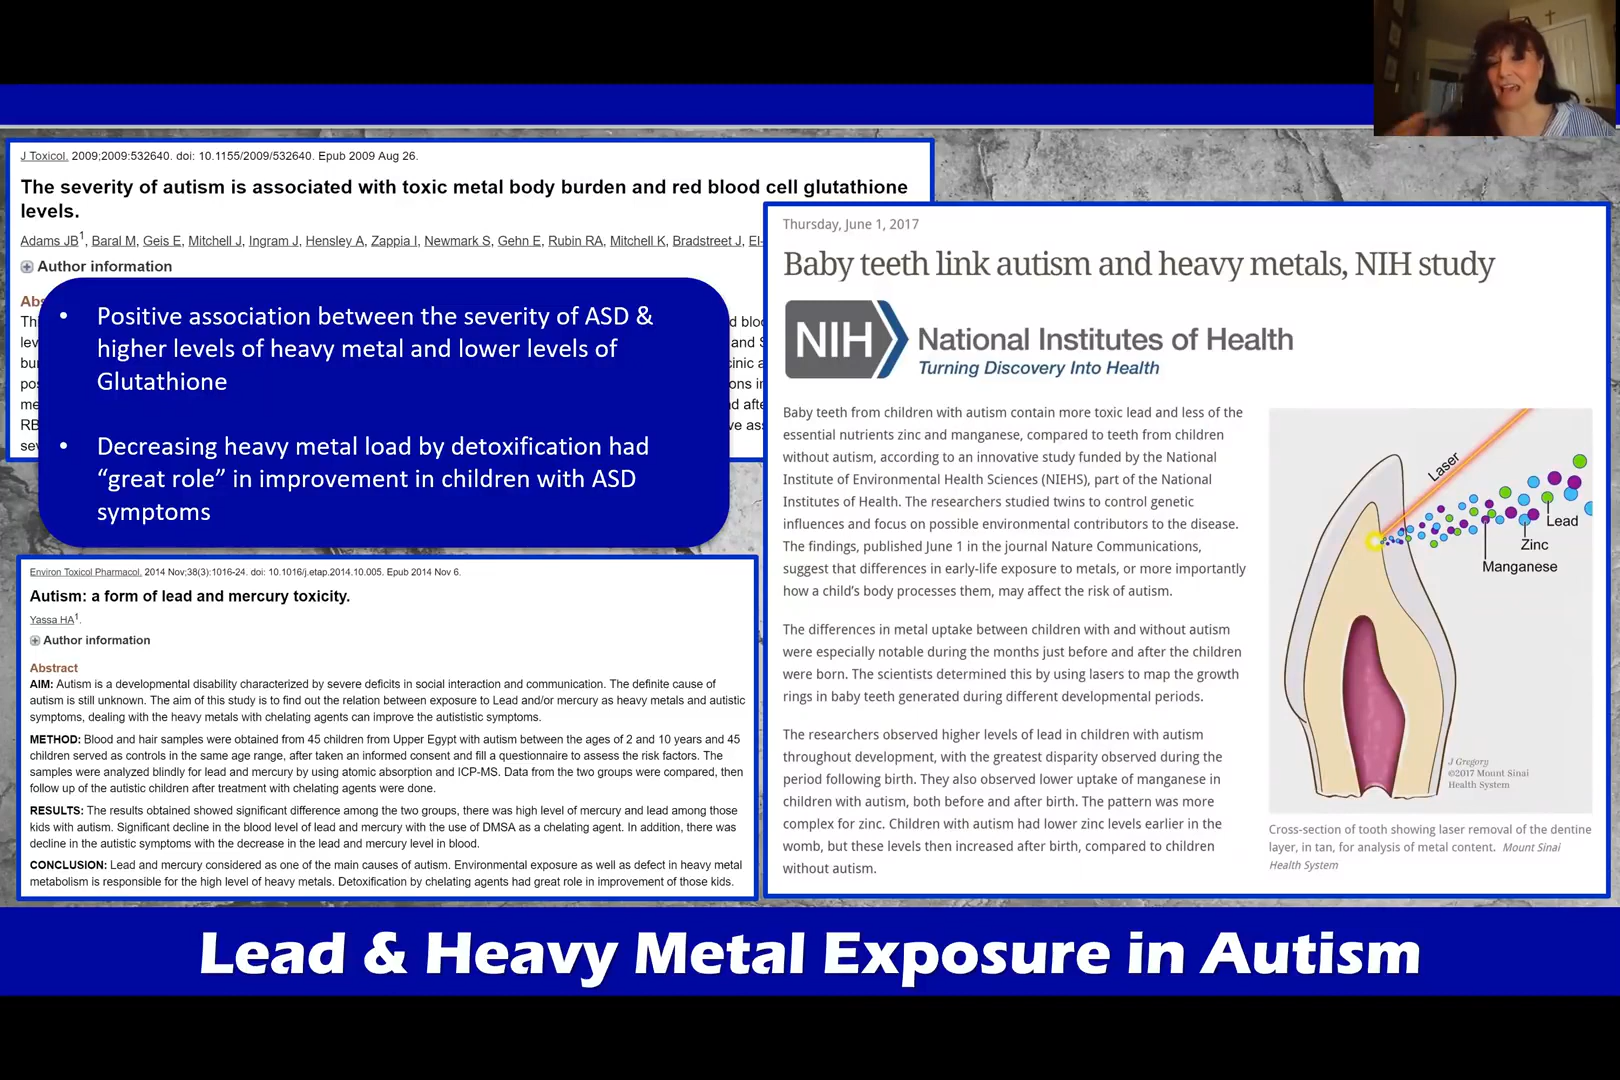 J Toxicol. 2009;2009:532640. doi: 10.1155/2009/532640. Epub 2009 Aug 26.
The severity of autism is associated with toxic metal body burden and red blood cell glutathione
levels.
Adams JB1, Baral M, Geis E, Mitchell J, Ingram J, Hensley A, Zappia I, Newmark S, Gehn E, Rubin RA, Mitchell K, Bradstreet J, El-
Author information
• Positive association between the severity of ASD &
higher levels of heavy metal and lower levels of
Glutathione
• Decreasing heavy metal load by detoxification had
“great role” in improvement in children with ASD
symptoms
Environ Toxicol Pharmacol. 2014 Nov;38(3):1016-24. doi: 10.1016/j.etap.2014.10.005. Epub 2014 Nov 6.
Autism: a form of lead and mercury toxicity.
Yassa HA1.
Author information
Abstract
AIM: Autism is a developmental disability characterized by severe deficits in social interaction and communication. The definite cause of
autism is still unknown. The aim of this study is to find out the relation between exposure to Lead and/or mercury as heavy metals and autistic
symptoms, dealing with the heavy metals with chelating agents can improve the autististic symptoms.
METHOD: Blood and hair samples were obtained from 45 children from Upper Egypt with autism between the ages of 2 and 10 years and 45
children served as controls in the same age range, after taken an informed consent and fill a questionnaire to assess the risk factors. The
samples were analyzed blindly for lead and mercury by using atomic absorption and ICP-MS. Data from the two groups were compared, then
follow up of the autistic children after treatment with chelating agents were done.
RESULTS: The results obtained showed significant difference among the two groups, there was high level of mercury and lead among those
kids with autism. Significant decline in the blood level of lead and mercury with the use of DMSA as a chelating agent. In addition, there was
decline in the autistic symptoms with the decrease in the lead and mercury level in blood.
CONCLUSION: Lead and mercury considered as one of the main causes of autism. Environmental exposure as well as defect in heavy metal
metabolism is responsible for the high level of heavy metals. Detoxification by chelating agents had great role in improvement of those kids.
Thursday, June 1, 2017
Baby teeth link autism and heavy metals, NIH study
NIH National Institutes of Health
Turning Discovery Into Health
Baby teeth from children with autism contain more toxic lead and less of the
essential nutrients zinc and manganese, compared to teeth from children
without autism, according to an innovative study funded by the National
Institute of Environmental Health Sciences (NIEHS), part of the National
Institutes of Health. The researchers studied twins to control genetic
influences and focus on possible environmental contributors to the disease.
The findings, published June 1 in the journal Nature Communications,
suggest that differences in early-life exposure to metals, or more importantly
how a child's body processes them, may affect the risk of autism.
The differences in metal uptake between children with and without autism
were especially notable during the months just before and after the children
were born. The scientists determined this by using lasers to map the growth
rings in baby teeth generated during different developmental periods.
The researchers observed higher levels of lead in children with autism
throughout development, with the greatest disparity observed during the
period following birth. They also observed lower uptake of manganese in
children with autism, both before and after birth. The pattern was more
complex for zinc. Children with autism had lower zinc levels earlier in the
womb, but these levels then increased after birth, compared to children
without autism.
Laser
Lead
Zinc
Manganese
J Gregory
©2017 Mount Sinai
Health System
Cross-section of tooth showing laser removal of the dentine
layer, in tan, for analysis of metal content. Mount Sinai
Health System
Lead & Heavy Metal Exposure in Autism